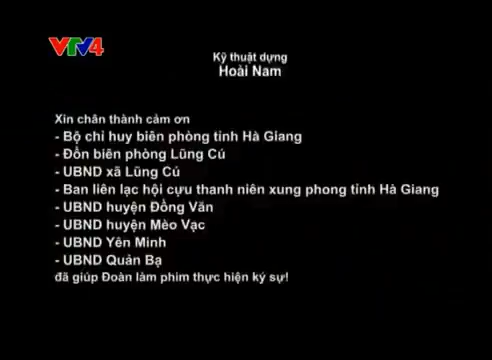 VTV4
Kỹ thuật dựng
Hoài Nam
Xin chân thành cảm ơn
- Bộ chỉ huy biên phòng tỉnh Hà Giang
- Đồn biên phòng Lũng Cú
- UBND xã Lũng Cú
- Ban liên lạc hội cựu thanh niên xung phong tỉnh Hà Giang
- UBND huyện Đồng Văn
- UBND huyện Mèo Vạc
- UBND Yên Minh
- UBND Quản Bạ
đã giúp Đoàn làm phim thực hiện ký sự!